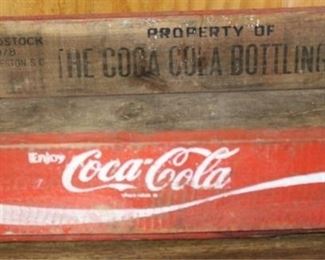 PROPERTY OF
THE COCA COLA BOTTLING
Enjoy
Coca-Cola